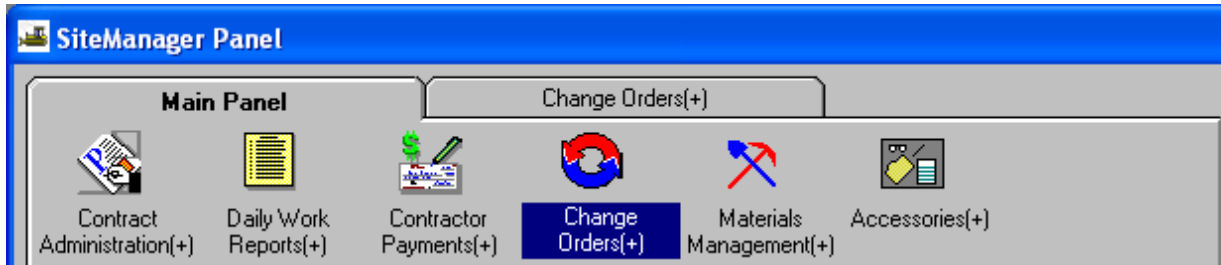 SiteManager Panel
Main Panel
Change Orders(+)
Contract
Administration(+)
Daily Work
Reports(+)
Contractor
Payments(+)
Change
Orders(+)
Materials
Management(+)
Accessories(+)